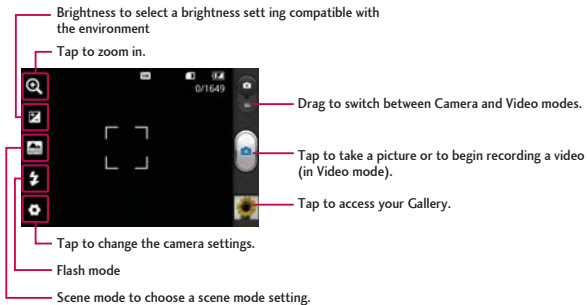 Brightness to select a brightness sett ing compatible with
the environment
Tap to zoom in.
0/1649
Drag to switch between Camera and Video modes.
Tap to take a picture or to begin recording a video
(in Video mode).
Tap to access your Gallery.
Tap to change the camera settings.
Flash mode
Scene mode to choose a scene mode setting.